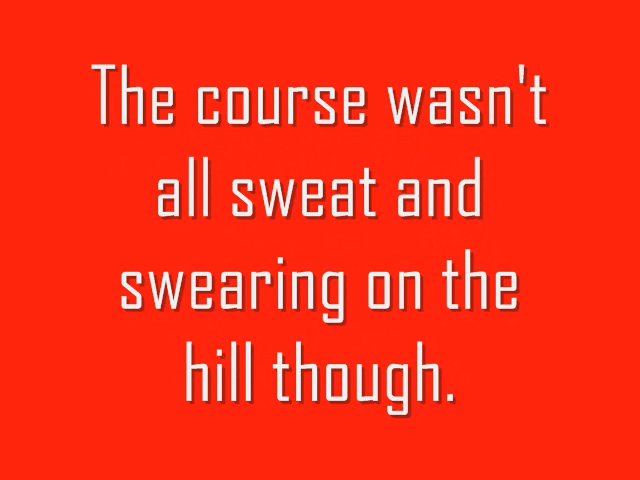 The course wasn't
all sweat and
swearing on the
hill though.